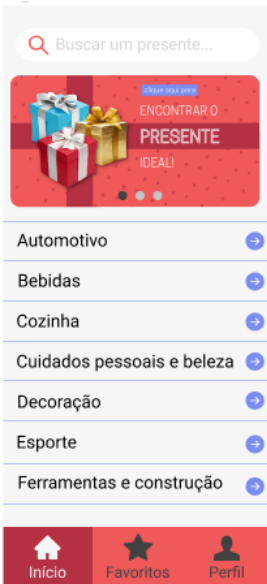 Buscar um presente...
clique aqui para
ENCONTRAR O
PRESENTE
IDEAL!
Automotivo
Bebidas
Cozinha
Cuidados pessoais e beleza
Decoração
Esporte
Ferramentas e construção
Início Favoritos Perfil